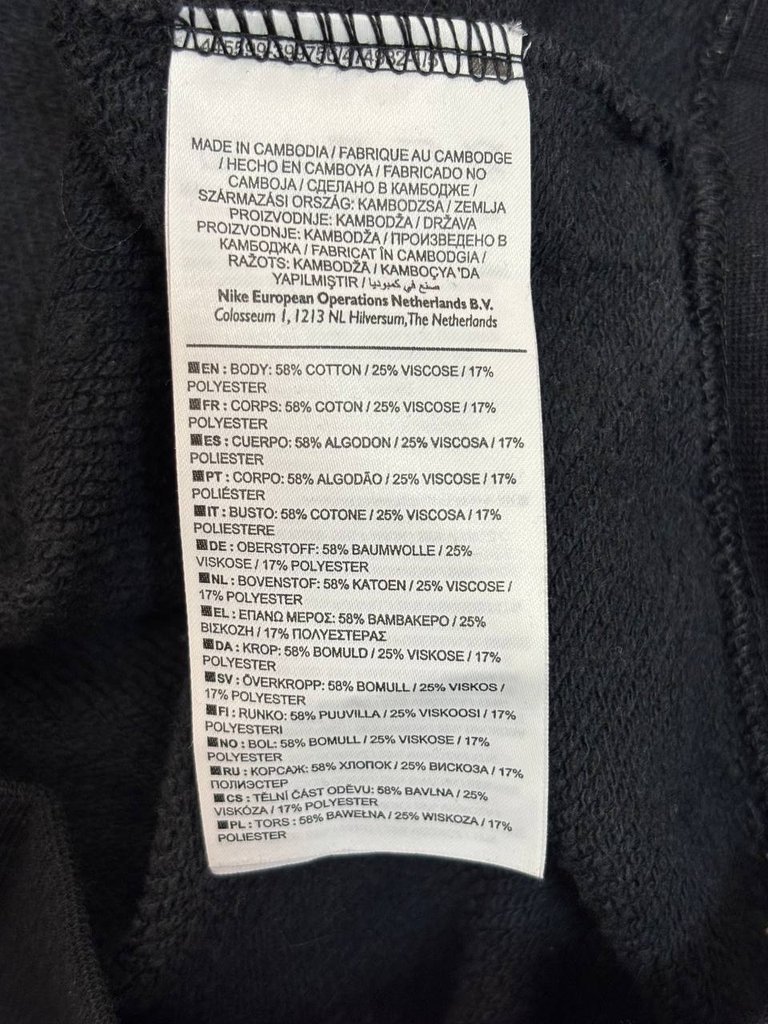 MADE IN CAMBODIA / FABRIQUE AU CAMBODGE
/ HECHO EN CAMBOYA / FABRICADO NO
CAMBOJA / СДЕЛАНО В КАМБОДЖЕ /
SZÁRMAZÁSI ORSZÁG: KAMBODZSA / ZEMLJA
PROIZVODNJE: KAMBODŽA / DRŽAVA
PROIZVODNJE: KAMBODŽA / ПРОИЗВЕДЕНО В
КАМБОДЖА / FABRICAT ÎN CAMBODGIA /
RAŽOTS: KAMBODŽĀ / KAMBOÇYA 'DA
YAPILMIŞTIR / صنع في كمبوديا
Nike European Operations Netherlands B.V.
Colosseum 1, 1213 NL Hilversum, The Netherlands
EN : BODY: 58% COTTON / 25% VISCOSE / 17%
POLYESTER
FR : CORPS: 58% COTON / 25% VISCOSE / 17%
POLYESTER
ES : CUERPO: 58% ALGODON / 25% VISCOSA / 17%
POLIESTER
PT : CORPO: 58% ALGODÃO / 25% VISCOSE / 17%
POLIÉSTER
IT : BUSTO: 58% COTONE / 25% VISCOSA / 17%
POLIESTERE
DE : OBERSTOFF: 58% BAUMWOLLE / 25%
VISKOSE / 17% POLYESTER
NL : BOVENSTOF: 58% KATOEN / 25% VISCOSE /
17% POLYESTER
EL : ΕΠΑΝΩ ΜΕΡΟΣ: 58% ΒΑΜΒΑΚΕΡΟ / 25%
ΒΙΣΚΟΖΗ / 17% ΠΟΛΥΕΣΤΕΡΑΣ
DA : KROP: 58% BOMULD / 25% VISKOSE / 17%
POLYESTER
SV : ÖVERKROPP: 58% BOMULL / 25% VISKOS /
17% POLYESTER
FI : RUNKO: 58% PUUVILLA / 25% VISKOOSI / 17%
POLYESTERI
NO : BOL: 58% BOMULL / 25% VISKOSE / 17%
POLYESTER
RU : КОРСАЖ: 58% ХЛОПОК / 25% ВИСКОЗА / 17%
ПОЛИЭСТЕР
CS : TĚLNÍ ČÁST ODĚVU: 58% BAVLNA / 25%
VISKÓZA / 17% POLYESTER
PL : TORS : 58% BAWEŁNA / 25% WISKOZA / 17%
POLIESTER